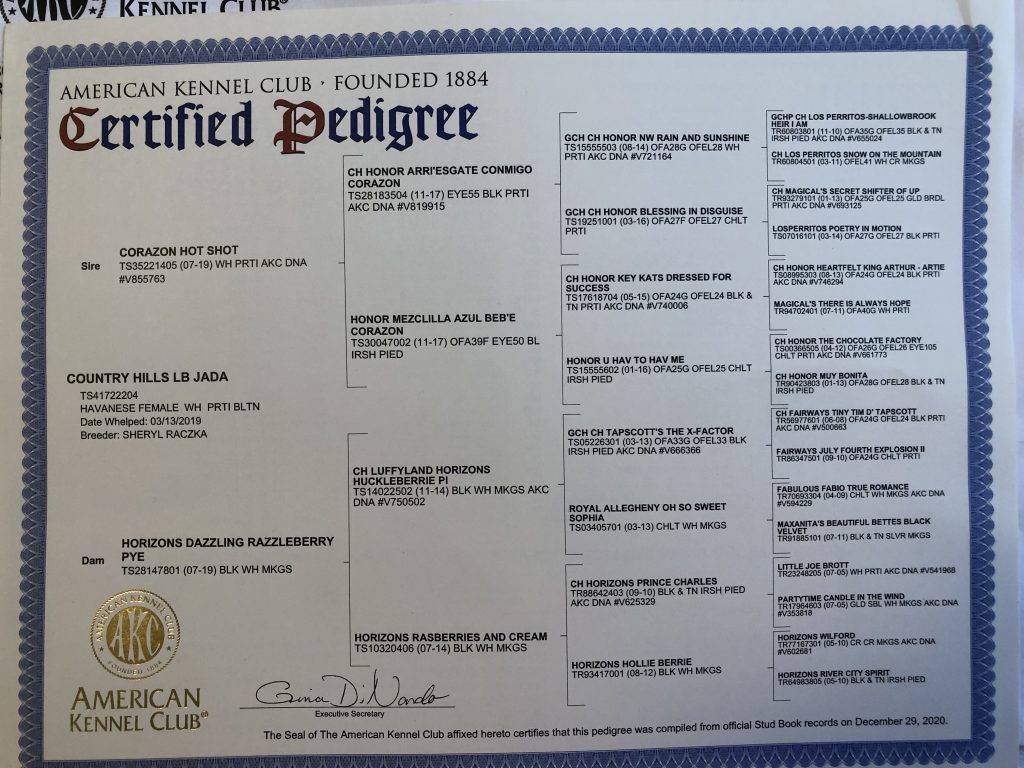 KENNEL CLUB®
AMERICAN KENNEL CLUB · FOUNDED 1884
Certified Pedigree
Sire
CORAZON HOT SHOT
TS35221405 (07-19) WH PRTI AKC DNA
#V855763
COUNTRY HILLS LB JADA
TS41722204
HAVANESE FEMALE WH PRTI BLTN
Date Whelped: 03/13/2019
Breeder: SHERYL RACZKA
Dam
HORIZONS DAZZLING RAZZLEBERRY
PYE
TS28147801 (07-19) BLK WH MKGS
CH HONOR ARRI'ESGATE CONMIGO
CORAZON
TS28183504 (11-17) EYE55 BLK PRTI
AKC DNA #V819915
HONOR MEZCLILLA AZUL BEB'E
CORAZON
TS30047002 (11-17) OFA39F EYE50 BL
IRSH PIED
CH LUFFYLAND HORIZONS
HUCKLEBERRIE PI
TS14022502 (11-14) BLK WH MKGS AKC
DNA #V750502
HORIZONS RASBERRIES AND CREAM
TS10320406 (07-14) BLK WH MKGS
GCH CH HONOR NW RAIN AND SUNSHINE
TS15555503 (08-14) OFA28G OFEL28 WH
PRTI AKC DNA #V721164
GCH CH HONOR BLESSING IN DISGUISE
TS19251001 (03-16) OFA27F OFEL27 CHLT
PRTI
CH HONOR KEY KATS DRESSED FOR
SUCCESS
TS17618704 (05-15) OFA24G OFEL24 BLK &
TN PRTI AKC DNA #V740006
HONOR U HAV TO HAV ME
TS15555602 (01-16) OFA25G OFEL25 CHLT
IRSH PIED
GCH CH TAPSCOTT'S THE X-FACTOR
TS05226301 (03-13) OFA33G OFEL33 BLK
IRSH PIED AKC DNA #V666366
ROYAL ALLEGHENY OH SO SWEET
SOPHIA
TS03405701 (03-13) CHLT WH MKGS
CH HORIZONS PRINCE CHARLES
TR88642403 (09-10) BLK & TN IRSH PIED
AKC DNA #V625329
HORIZONS HOLLIE BERRIE
TR93417001 (08-12) BLK WH MKGS
GCHP CH LOS PERRITOS-SHALLOWBROOK
HEIR I AM
TR60803801 (11-10) OFA35G OFEL35 BLK & TN
IRSH PIED AKC DNA #V655024
CH LOS PERRITOS SNOW ON THE MOUNTAIN
TR60804501 (03-11) OFEL41 WH CR MKGS
CH MAGICAL'S SECRET SHIFTER OF UP
TR93279101 (01-13) OFA25G OFEL25 GLD BRDL
PRTI AKC DNA #V693125
LOSPERRITOS POETRY IN MOTION
TS07016101 (03-14) OFA27G OFEL27 BLK PRTI
CH HONOR HEARTFELT KING ARTHUR - ARTIE
TS08995303 (08-13) OFA24G OFEL24 BLK PRTI
AKC DNA #V746294
MAGICAL'S THERE IS ALWAYS HOPE
TR94702401 (07-11) OFA40G WH PRTI
CH HONOR THE CHOCOLATE FACTORY
TS00366505 (04-12) OFA26G OFEL26 EYE105
CHLT PRTI AKC DNA #V661773
CH HONOR MUY BONITA
TR90423803 (01-13) OFA28G OFEL28 BLK & TN
IRSH PIED
CH FAIRWAYS TINY TIM D' TAPSCOTT
TR56977601 (06-08) OFA24G OFEL24 BLK PRTI
AKC DNA #V500663
FAIRWAYS JULY FOURTH EXPLOSION II
TR86347501 (09-10) OFA24G CHLT PRTI
FABULOUS FABIO TRUE ROMANCE
TR70693304 (04-09) CHLT WH MKGS AKC DNA
#V594229
MAXANITA'S BEAUTIFUL BETTES BLACK
VELVET
TR91885101 (07-11) BLK & TN SLVR MKGS
LITTLE JOE BROTT
TR23248205 (07-05) WH PRTI AKC DNA #V541968
PARTYTIME CANDLE IN THE WIND
TR17964603 (07-05) GLD SBL WH MKGS AKC DNA
#V353818
HORIZONS WILFORD
TR77167301 (05-10) CR CR MKGS AKC DNA
#V602681
HORIZONS RIVER CITY SPIRIT
TR64983805 (05-10) BLK & TN IRSH PIED
AMERICAN KENNEL CLUB
AKC
FOUNDED 1884
AMERICAN
KENNEL CLUB®
Gina DiNardo
Executive Secretary
The Seal of The American Kennel Club affixed hereto certifies that this pedigree was compiled from official Stud Book records on December 29, 2020.